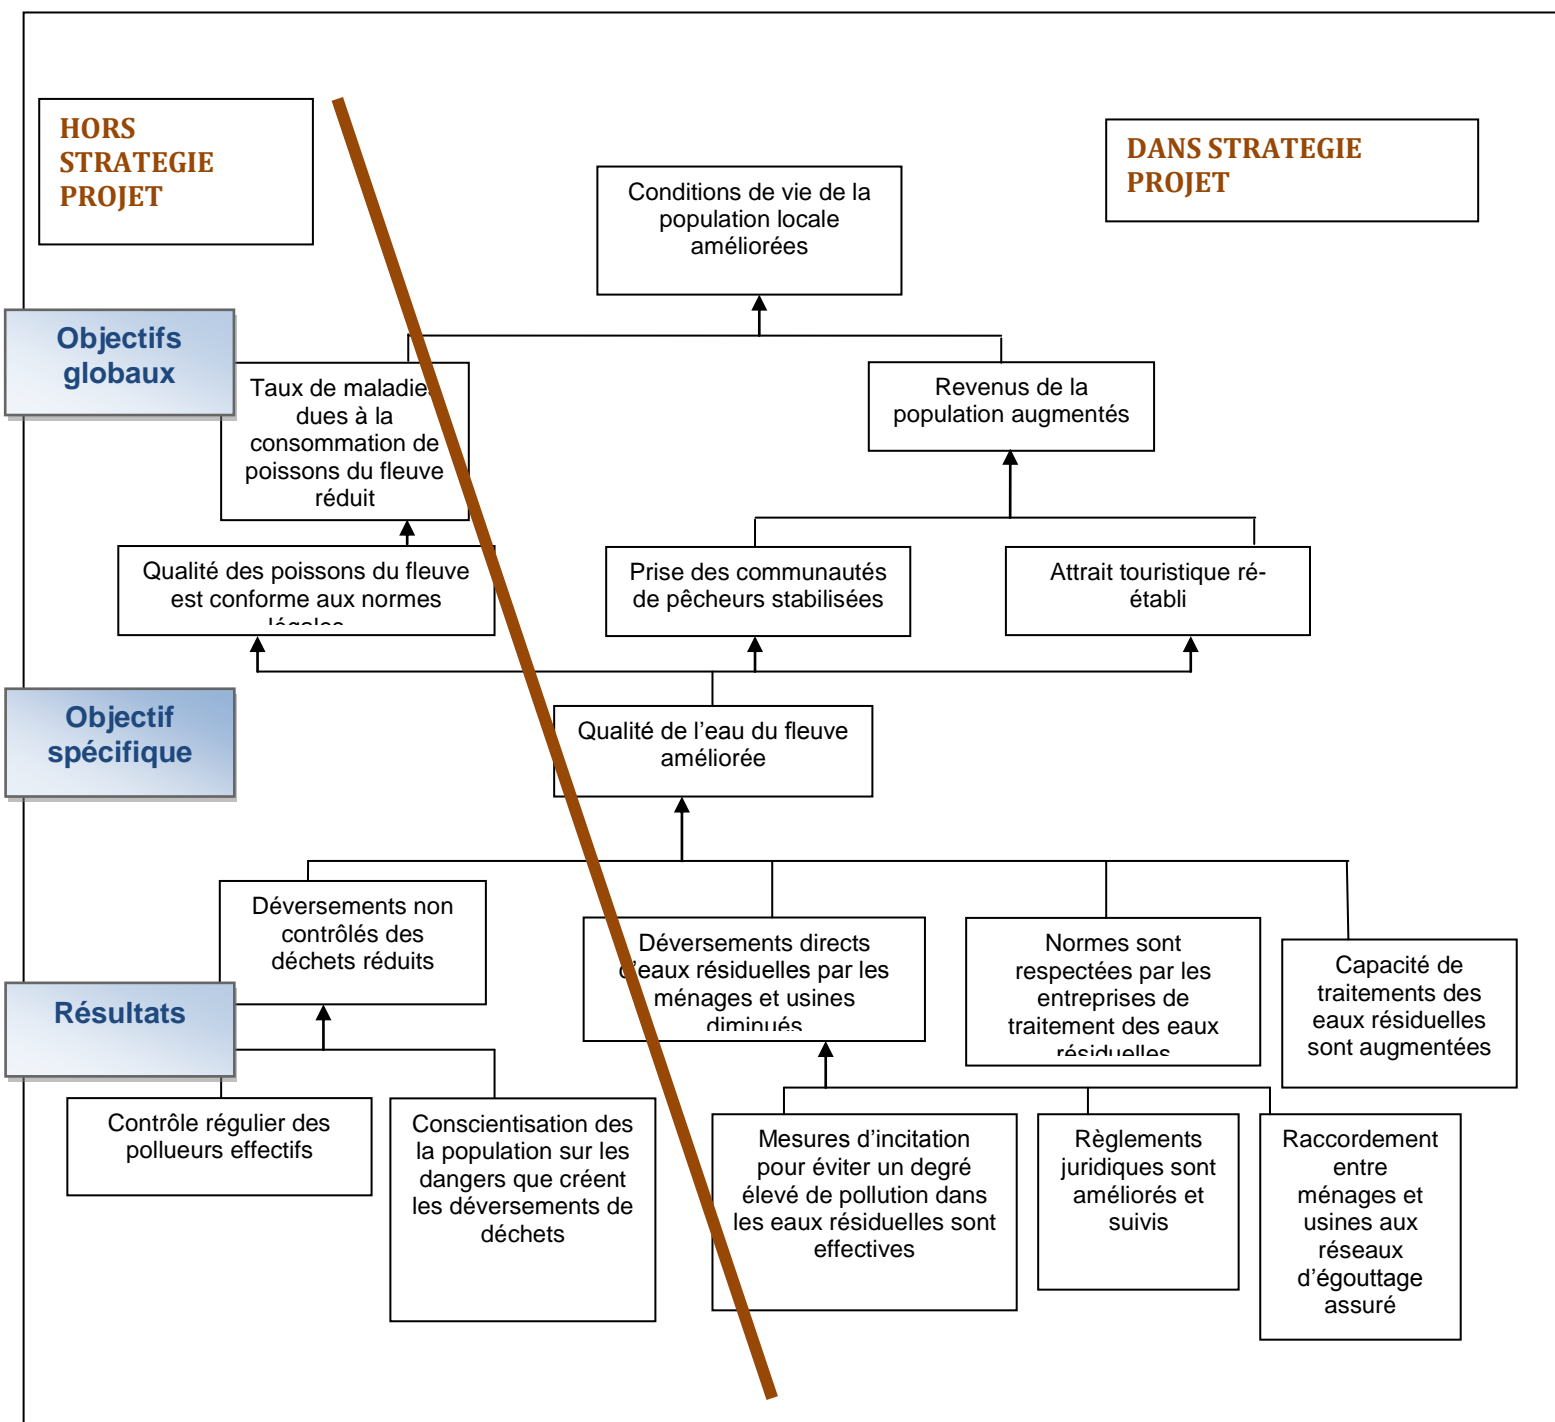 HORS
STRATEGIE
PROJET
DANS STRATEGIE
PROJET
Conditions de vie de la
population locale
améliorées
Objectifs
globaux
Taux de maladies
dues à la
consommation de
poissons du fleuve
réduit
Revenus de la
population augmentés
Qualité des poissons du fleuve
est conforme aux normes
légales
Prise des communautés
de pêcheurs stabilisées
Attrait touristique ré-
établi
Objectif
spécifique
Qualité de l'eau du fleuve
améliorée
Déversements non
contrôlés des
déchets réduits
Déversements directs
d'eaux résiduelles par les
ménages et usines
diminués
Normes sont
respectées par les
entreprises de
traitement des eaux
résiduelles
Capacité de
traitements des
eaux résiduelles
sont augmentées
Résultats
Contrôle régulier des
pollueurs effectifs
Conscientisation des
la population sur les
dangers que créent
les déversements de
déchets
Mesures d'incitation
pour éviter un degré
élevé de pollution dans
les eaux résiduelles sont
effectives
Règlements
juridiques sont
améliorés et
suivis
Raccordement
entre
ménages et
usines aux
réseaux
d'égouttage
assuré